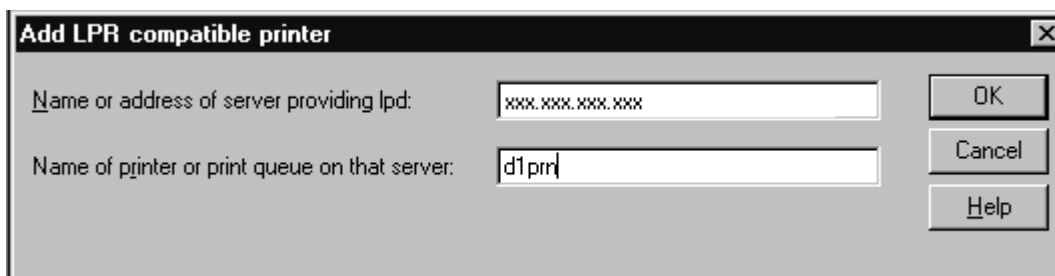 Add LPR compatible printer
Name or address of server providing lpd: xxx.xxx.xxx.xxx OK
Name of printer or print queue on that server: d1prn Cancel
Help